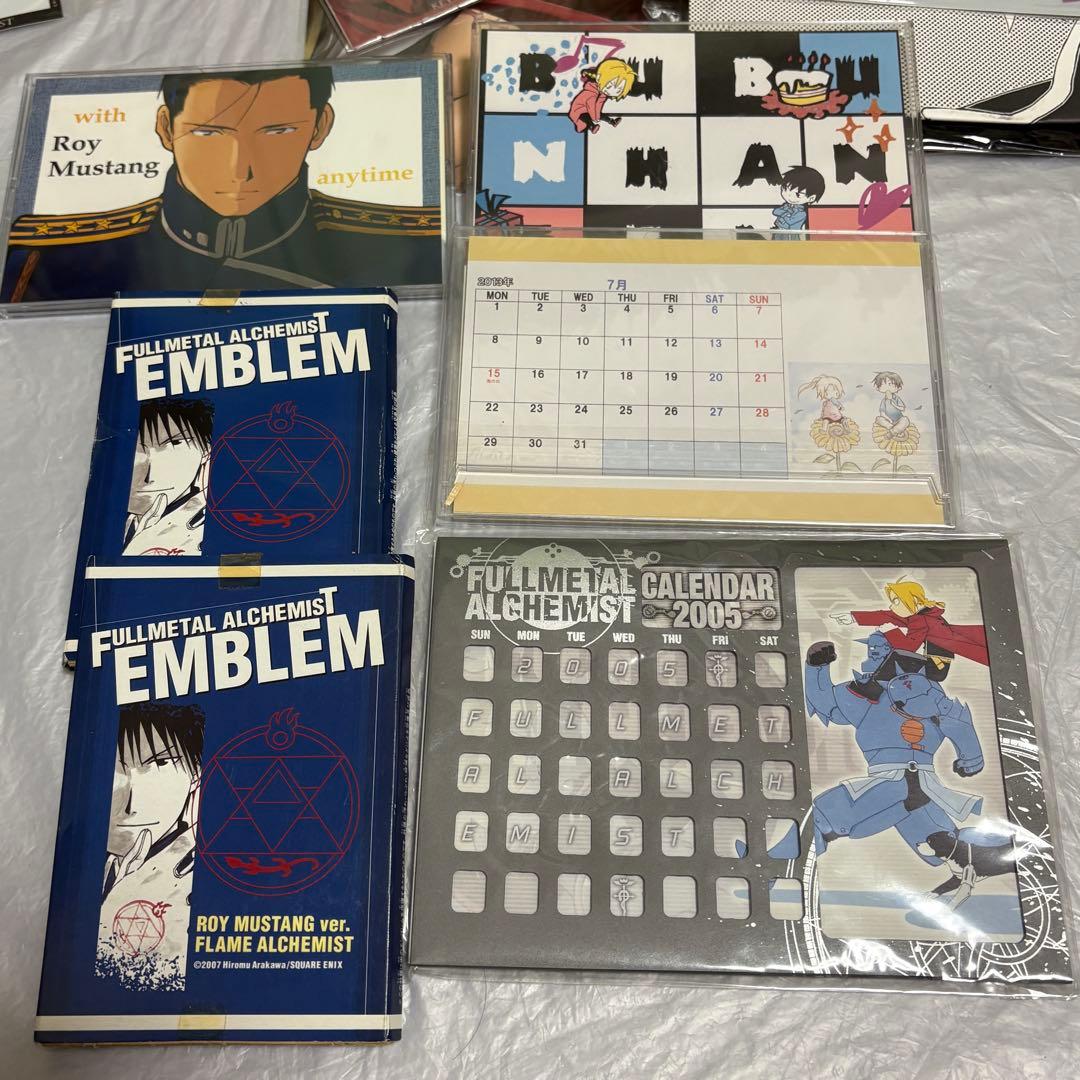 with
Roy
Mustang
anytime
B U B U
N H A N
2013年 7月
MON TUE WED THU FRI SAT SUN
1 2 3 4 5 6 7
8 9 10 11 12 13 14
15 16 17 18 19 20 21
海の日
22 23 24 25 26 27 28
29 30 31
FULLMETAL ALCHEMIST
EMBLEM
FULLMETAL ALCHEMIST
EMBLEM
ROY MUSTANG ver.
FLAME ALCHEMIST
©2007 Hiromu Arakawa/SQUARE ENIX
FULLMETAL
ALCHEMIST
CALENDAR
2005
SUN MON TUE WED THU FRI SAT
2 0 0 5
F U L L M E T
A L A L C H
E M I S T